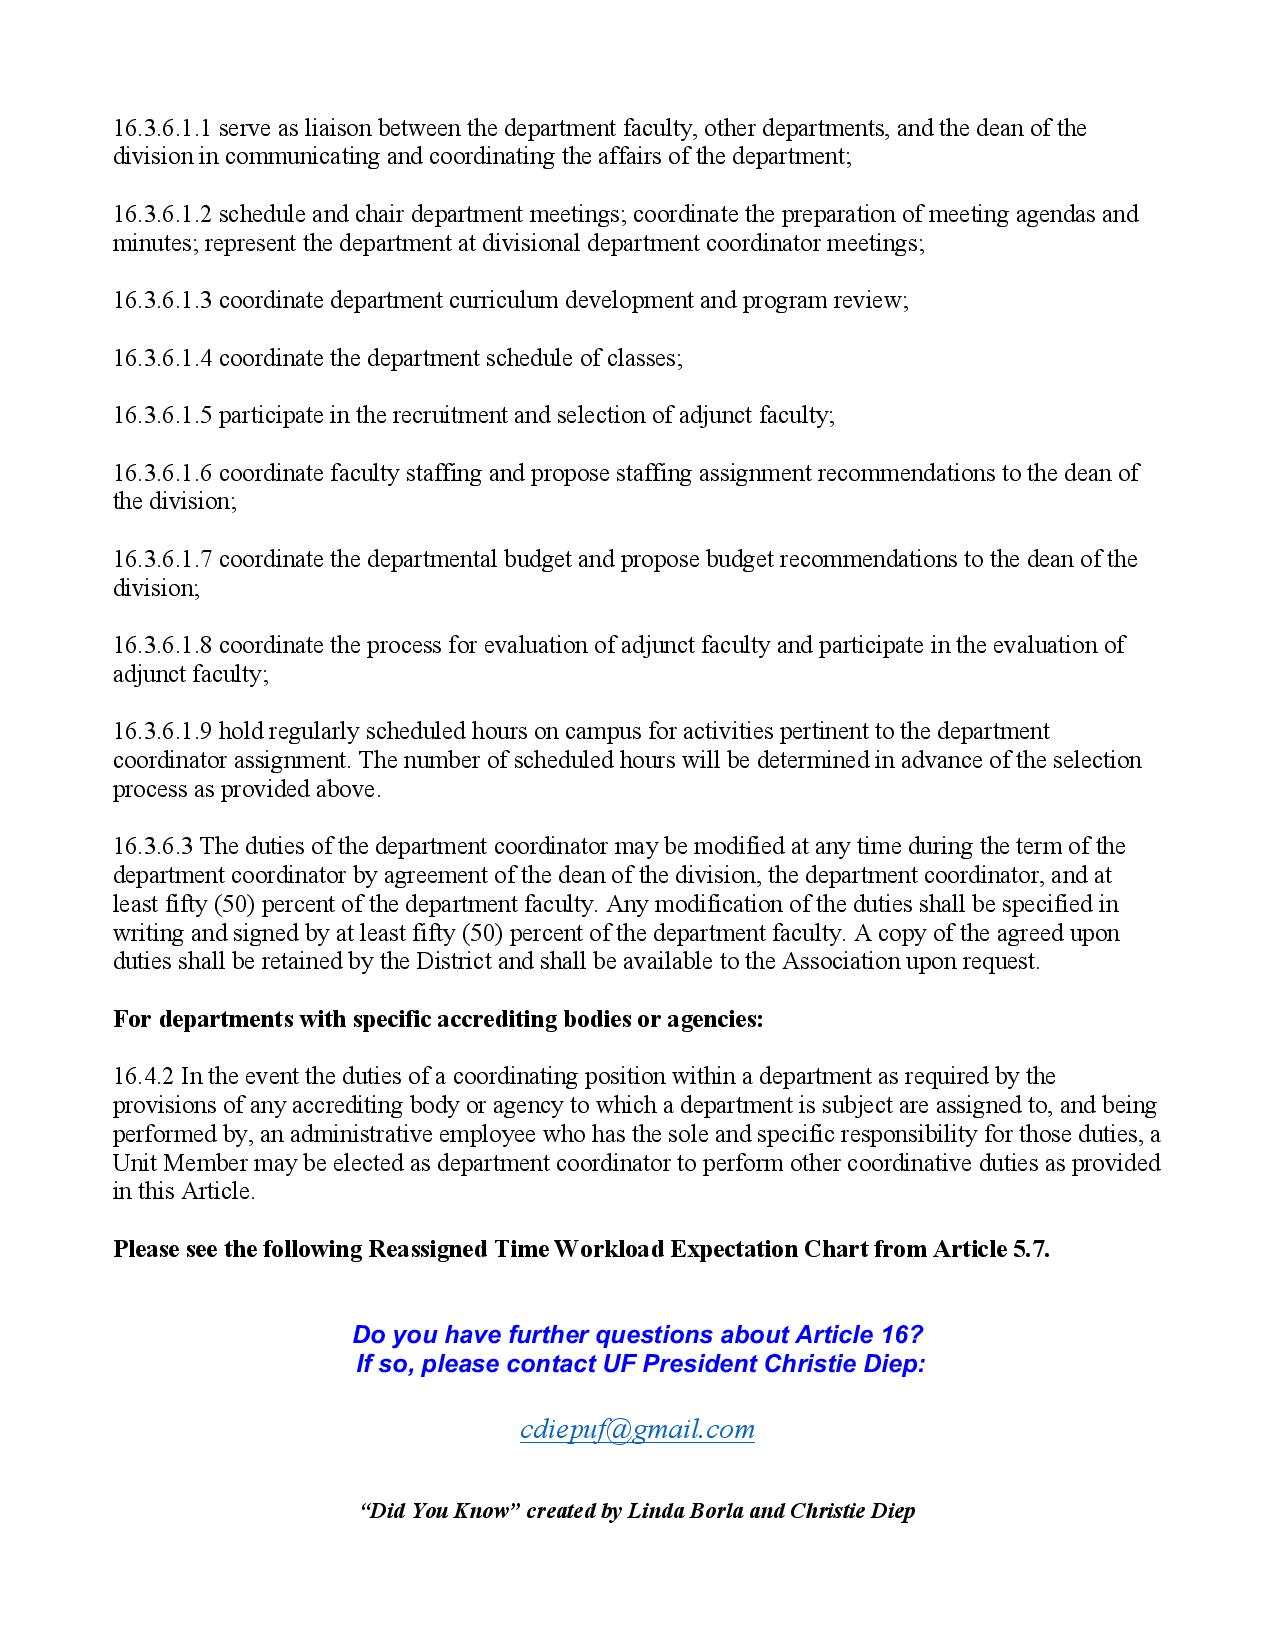 16.3.6.1.1 serve as liaison between the department faculty, other departments, and the dean of the
division in communicating and coordinating the affairs of the department;
16.3.6.1.2 schedule and chair department meetings; coordinate the preparation of meeting agendas and
minutes; represent the department at divisional department coordinator meetings;
16.3.6.1.3 coordinate department curriculum development and program review;
16.3.6.1.4 coordinate the department schedule of classes;
16.3.6.1.5 participate in the recruitment and selection of adjunct faculty;
16.3.6.1.6 coordinate faculty staffing and propose staffing assignment recommendations to the dean of
the division;
16.3.6.1.7 coordinate the departmental budget and propose budget recommendations to the dean of the
division;
16.3.6.1.8 coordinate the process for evaluation of adjunct faculty and participate in the evaluation of
adjunct faculty;
16.3.6.1.9 hold regularly scheduled hours on campus for activities pertinent to the department
coordinator assignment. The number of scheduled hours will be determined in advance of the selection
process as provided above.
16.3.6.3 The duties of the department coordinator may be modified at any time during the term of the
department coordinator by agreement of the dean of the division, the department coordinator, and at
least fifty (50) percent of the department faculty. Any modification of the duties shall be specified in
writing and signed by at least fifty (50) percent of the department faculty. A copy of the agreed upon
duties shall be retained by the District and shall be available to the Association upon request.
For departments with specific accrediting bodies or agencies:
16.4.2 In the event the duties of a coordinating position within a department as required by the
provisions of any accrediting body or agency to which a department is subject are assigned to, and being
performed by, an administrative employee who has the sole and specific responsibility for those duties, a
Unit Member may be elected as department coordinator to perform other coordinative duties as provided
in this Article.
Please see the following Reassigned Time Workload Expectation Chart from Article 5.7.
Do you have further questions about Article 16?
If so, please contact UF President Christie Diep:
cdiepuf@gmail.com
“Did You Know” created by Linda Borla and Christie Diep